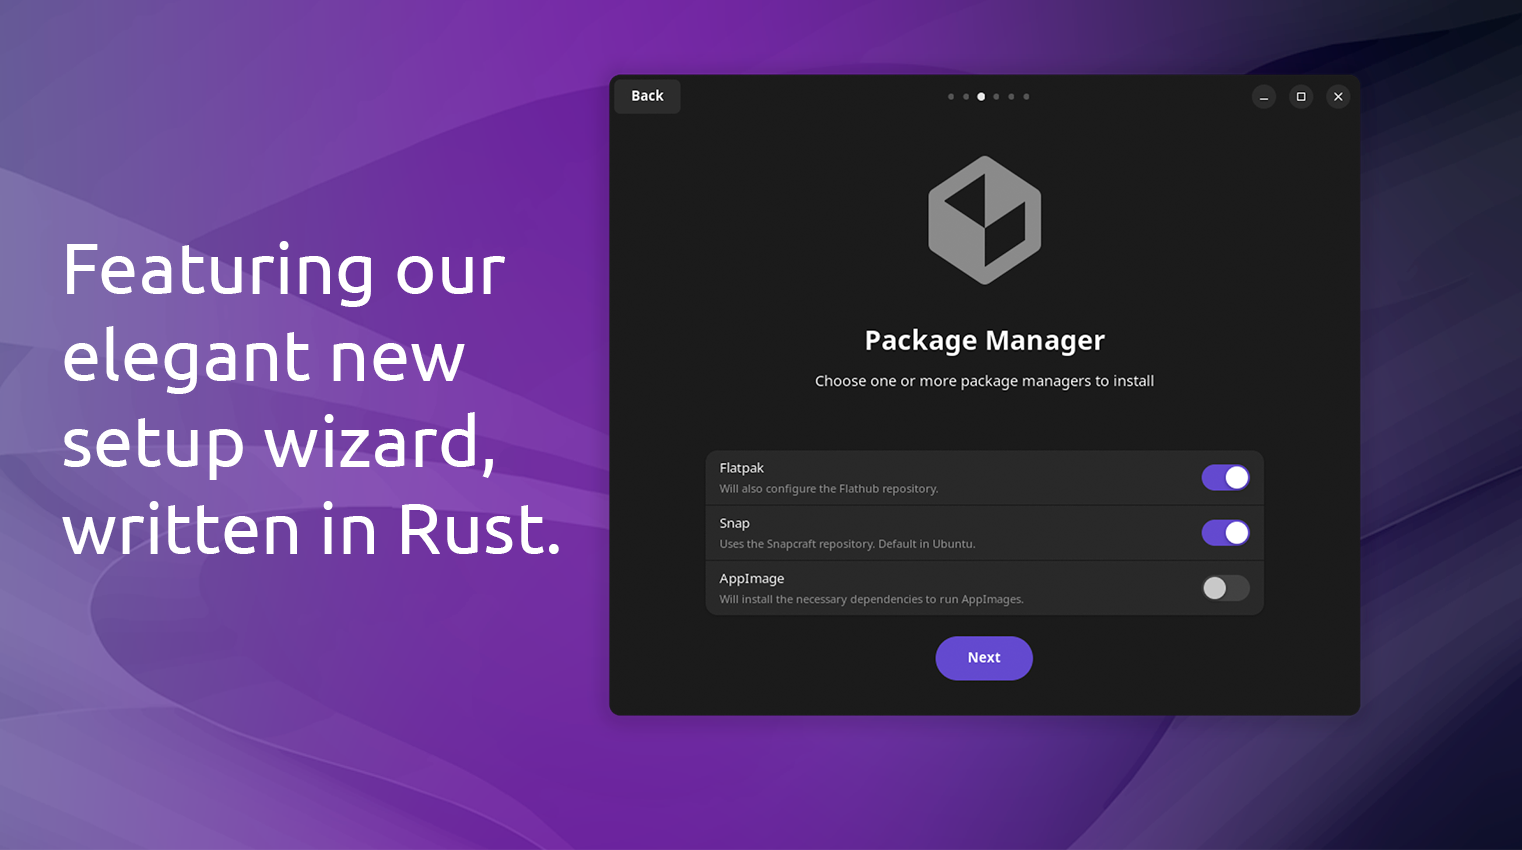 Featuring our
elegant new
setup wizard,
written in Rust.
Back
Package Manager
Choose one or more package managers to install
Flatpak
Will also configure the Flathub repository.
Snap
Uses the Snapcraft repository. Default in Ubuntu.
AppImage
Will install the necessary dependencies to run AppImages.
Next